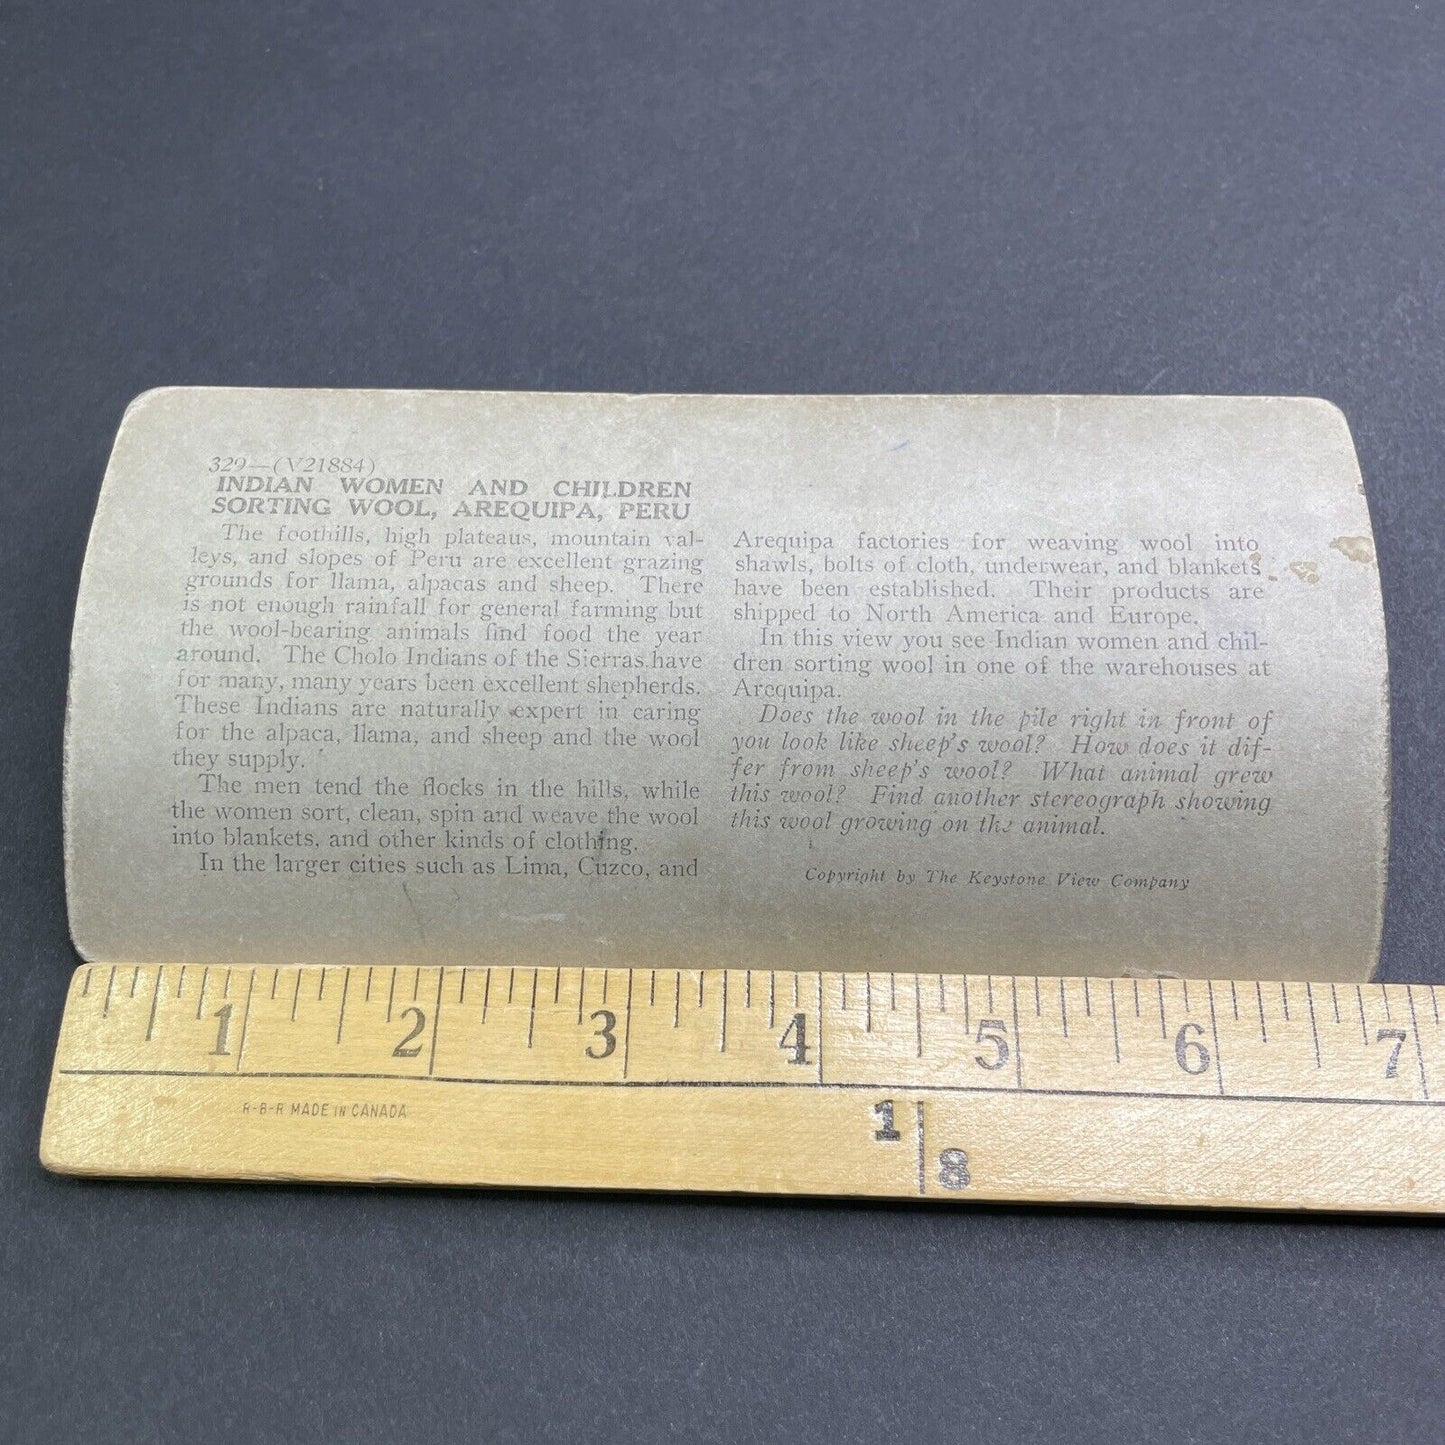 329—(V21884)
INDIAN WOMEN AND CHILDREN
SORTING WOOL, AREQUIPA, PERU
The foothills, high plateaus, mountain val-
leys, and slopes of Peru are excellent grazing
grounds for llama, alpacas and sheep. There
is not enough rainfall for general farming but
the wool-bearing animals find food the year
around. The Cholo Indians of the Sierras have
for many, many years been excellent shepherds.
These Indians are naturally expert in caring
for the alpaca, llama, and sheep and the wool
they supply.
The men tend the flocks in the hills, while
the women sort, clean, spin and weave the wool
into blankets, and other kinds of clothing.
In the larger cities such as Lima, Cuzco, and
Arequipa factories for weaving wool into
shawls, bolts of cloth, underwear, and blankets
have been established. Their products are
shipped to North America and Europe.
In this view you see Indian women and chil-
dren sorting wool in one of the warehouses at
Arequipa.
Does the wool in the pile right in front of
you look like sheep's wool? How does it dif-
fer from sheep's wool? What animal grew
this wool? Find another stereograph showing
this wool growing on the animal.
Copyright by The Keystone View Company
1 2 3 4 5 6 7
R-B-R MADE IN CANADA
1
8